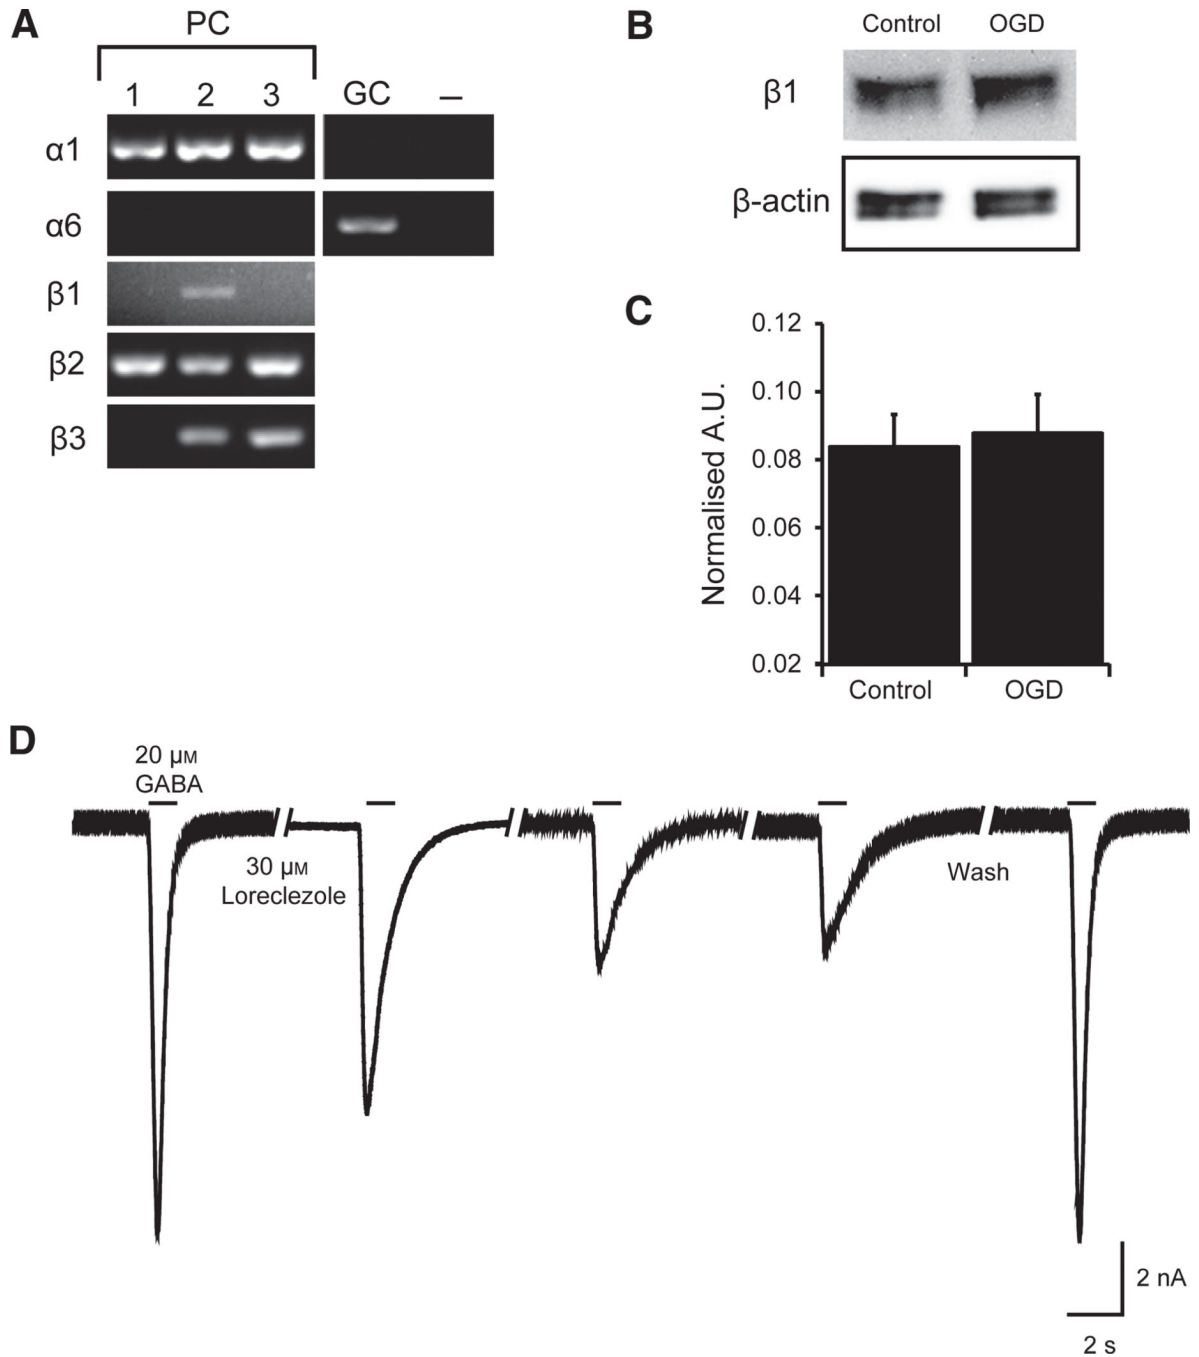 A
PC
1 2 3 GC –
α1
α6
β1
β2
β3
B
Control OGD
β1
β-actin
C
Normalised A.U.
0.12
0.10
0.08
0.06
0.04
0.02
Control OGD
D
20 µM
GABA
30 µM
Loreclezole
Wash
2 nA
2 s